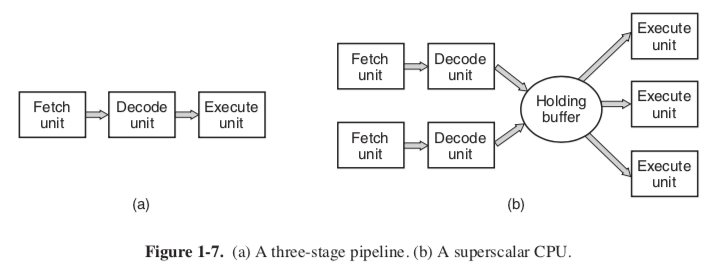 Fetch
unit
Decode
unit
Execute
unit
(a)
Fetch
unit
Decode
unit
Fetch
unit
Decode
unit
Holding
buffer
Execute
unit
Execute
unit
Execute
unit
(b)
Figure 1-7. (a) A three-stage pipeline. (b) A superscalar CPU.